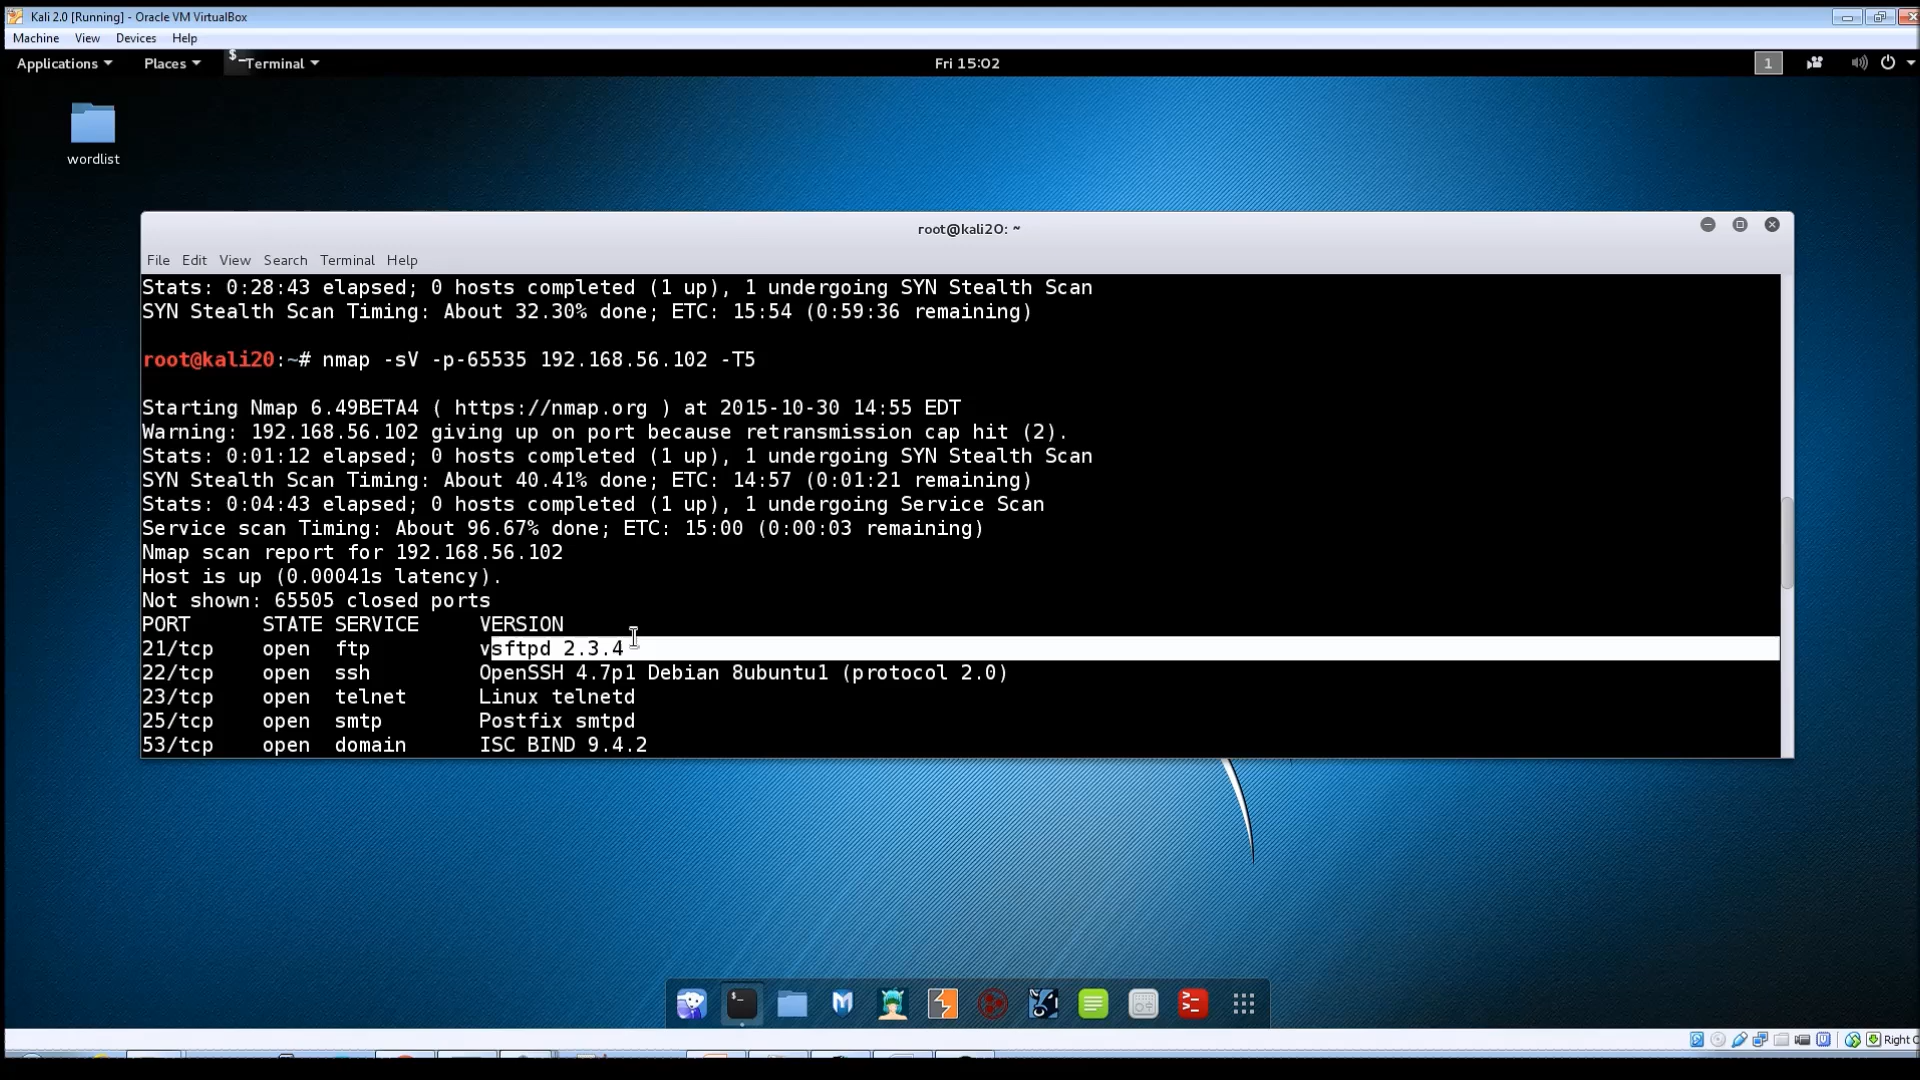 Kali 2.0 [Running] - Oracle VM VirtualBox
Machine View Devices Help
Applications Places Terminal Fri 15:02 1
wordlist
root@kali20: ~
File Edit View Search Terminal Help
Stats: 0:28:43 elapsed; 0 hosts completed (1 up), 1 undergoing SYN Stealth Scan
SYN Stealth Scan Timing: About 32.30% done; ETC: 15:54 (0:59:36 remaining)
root@kali20:~# nmap -sV -p-65535 192.168.56.102 -T5
Starting Nmap 6.49BETA4 ( https://nmap.org ) at 2015-10-30 14:55 EDT
Warning: 192.168.56.102 giving up on port because retransmission cap hit (2).
Stats: 0:01:12 elapsed; 0 hosts completed (1 up), 1 undergoing SYN Stealth Scan
SYN Stealth Scan Timing: About 40.41% done; ETC: 14:57 (0:01:21 remaining)
Stats: 0:04:43 elapsed; 0 hosts completed (1 up), 1 undergoing Service Scan
Service scan Timing: About 96.67% done; ETC: 15:00 (0:00:03 remaining)
Nmap scan report for 192.168.56.102
Host is up (0.00041s latency).
Not shown: 65505 closed ports
PORT STATE SERVICE VERSION
21/tcp open ftp vsftpd 2.3.4
22/tcp open ssh OpenSSH 4.7p1 Debian 8ubuntu1 (protocol 2.0)
23/tcp open telnet Linux telnetd
25/tcp open smtp Postfix smtpd
53/tcp open domain ISC BIND 9.4.2
Right C